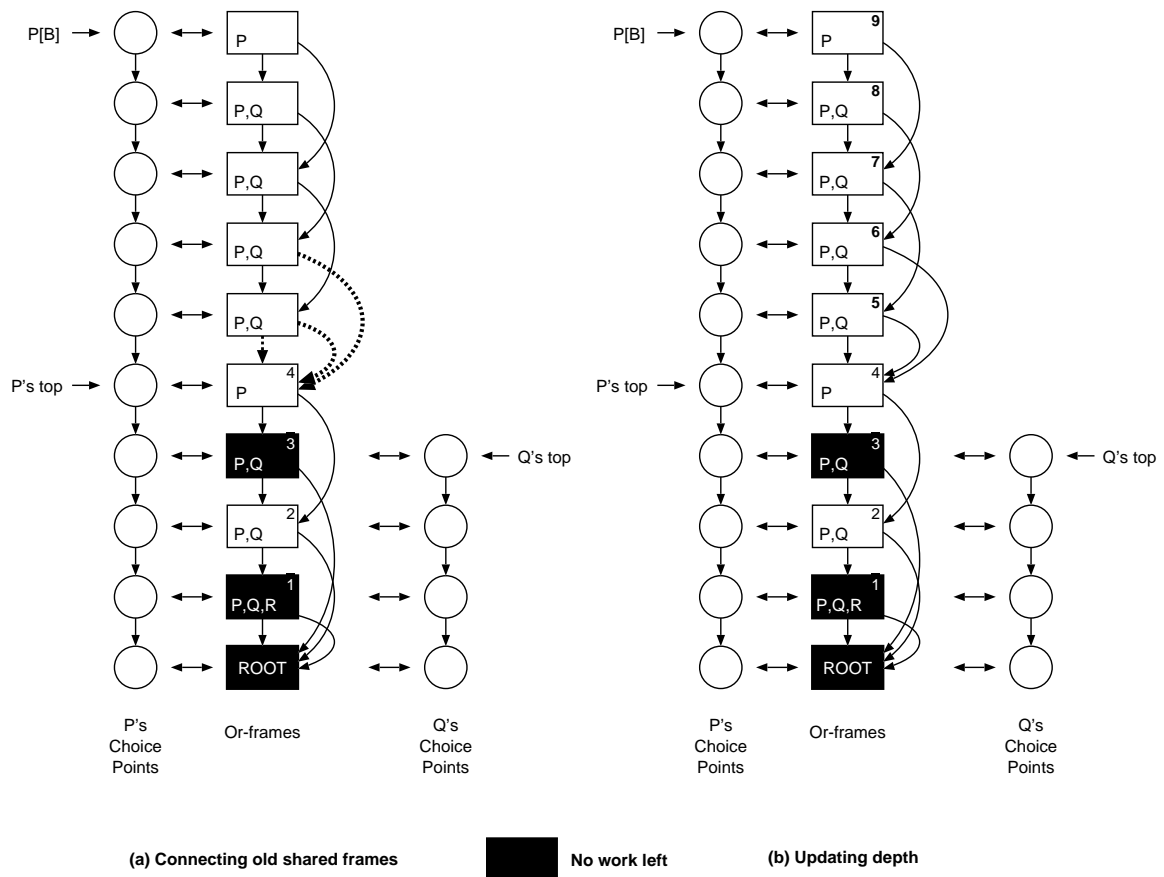 P[B]
P
P,Q
P,Q
P,Q
P,Q
P's top
4
P
3
P,Q
Q's top
2
P,Q
1
P,Q,R
ROOT
P's
Choice
Points
Or-frames
Q's
Choice
Points
(a) Connecting old shared frames
No work left
P[B]
9
P
8
P,Q
7
P,Q
6
P,Q
5
P,Q
P's top
4
P
3
P,Q
Q's top
2
P,Q
1
P,Q,R
ROOT
P's
Choice
Points
Or-frames
Q's
Choice
Points
(b) Updating depth